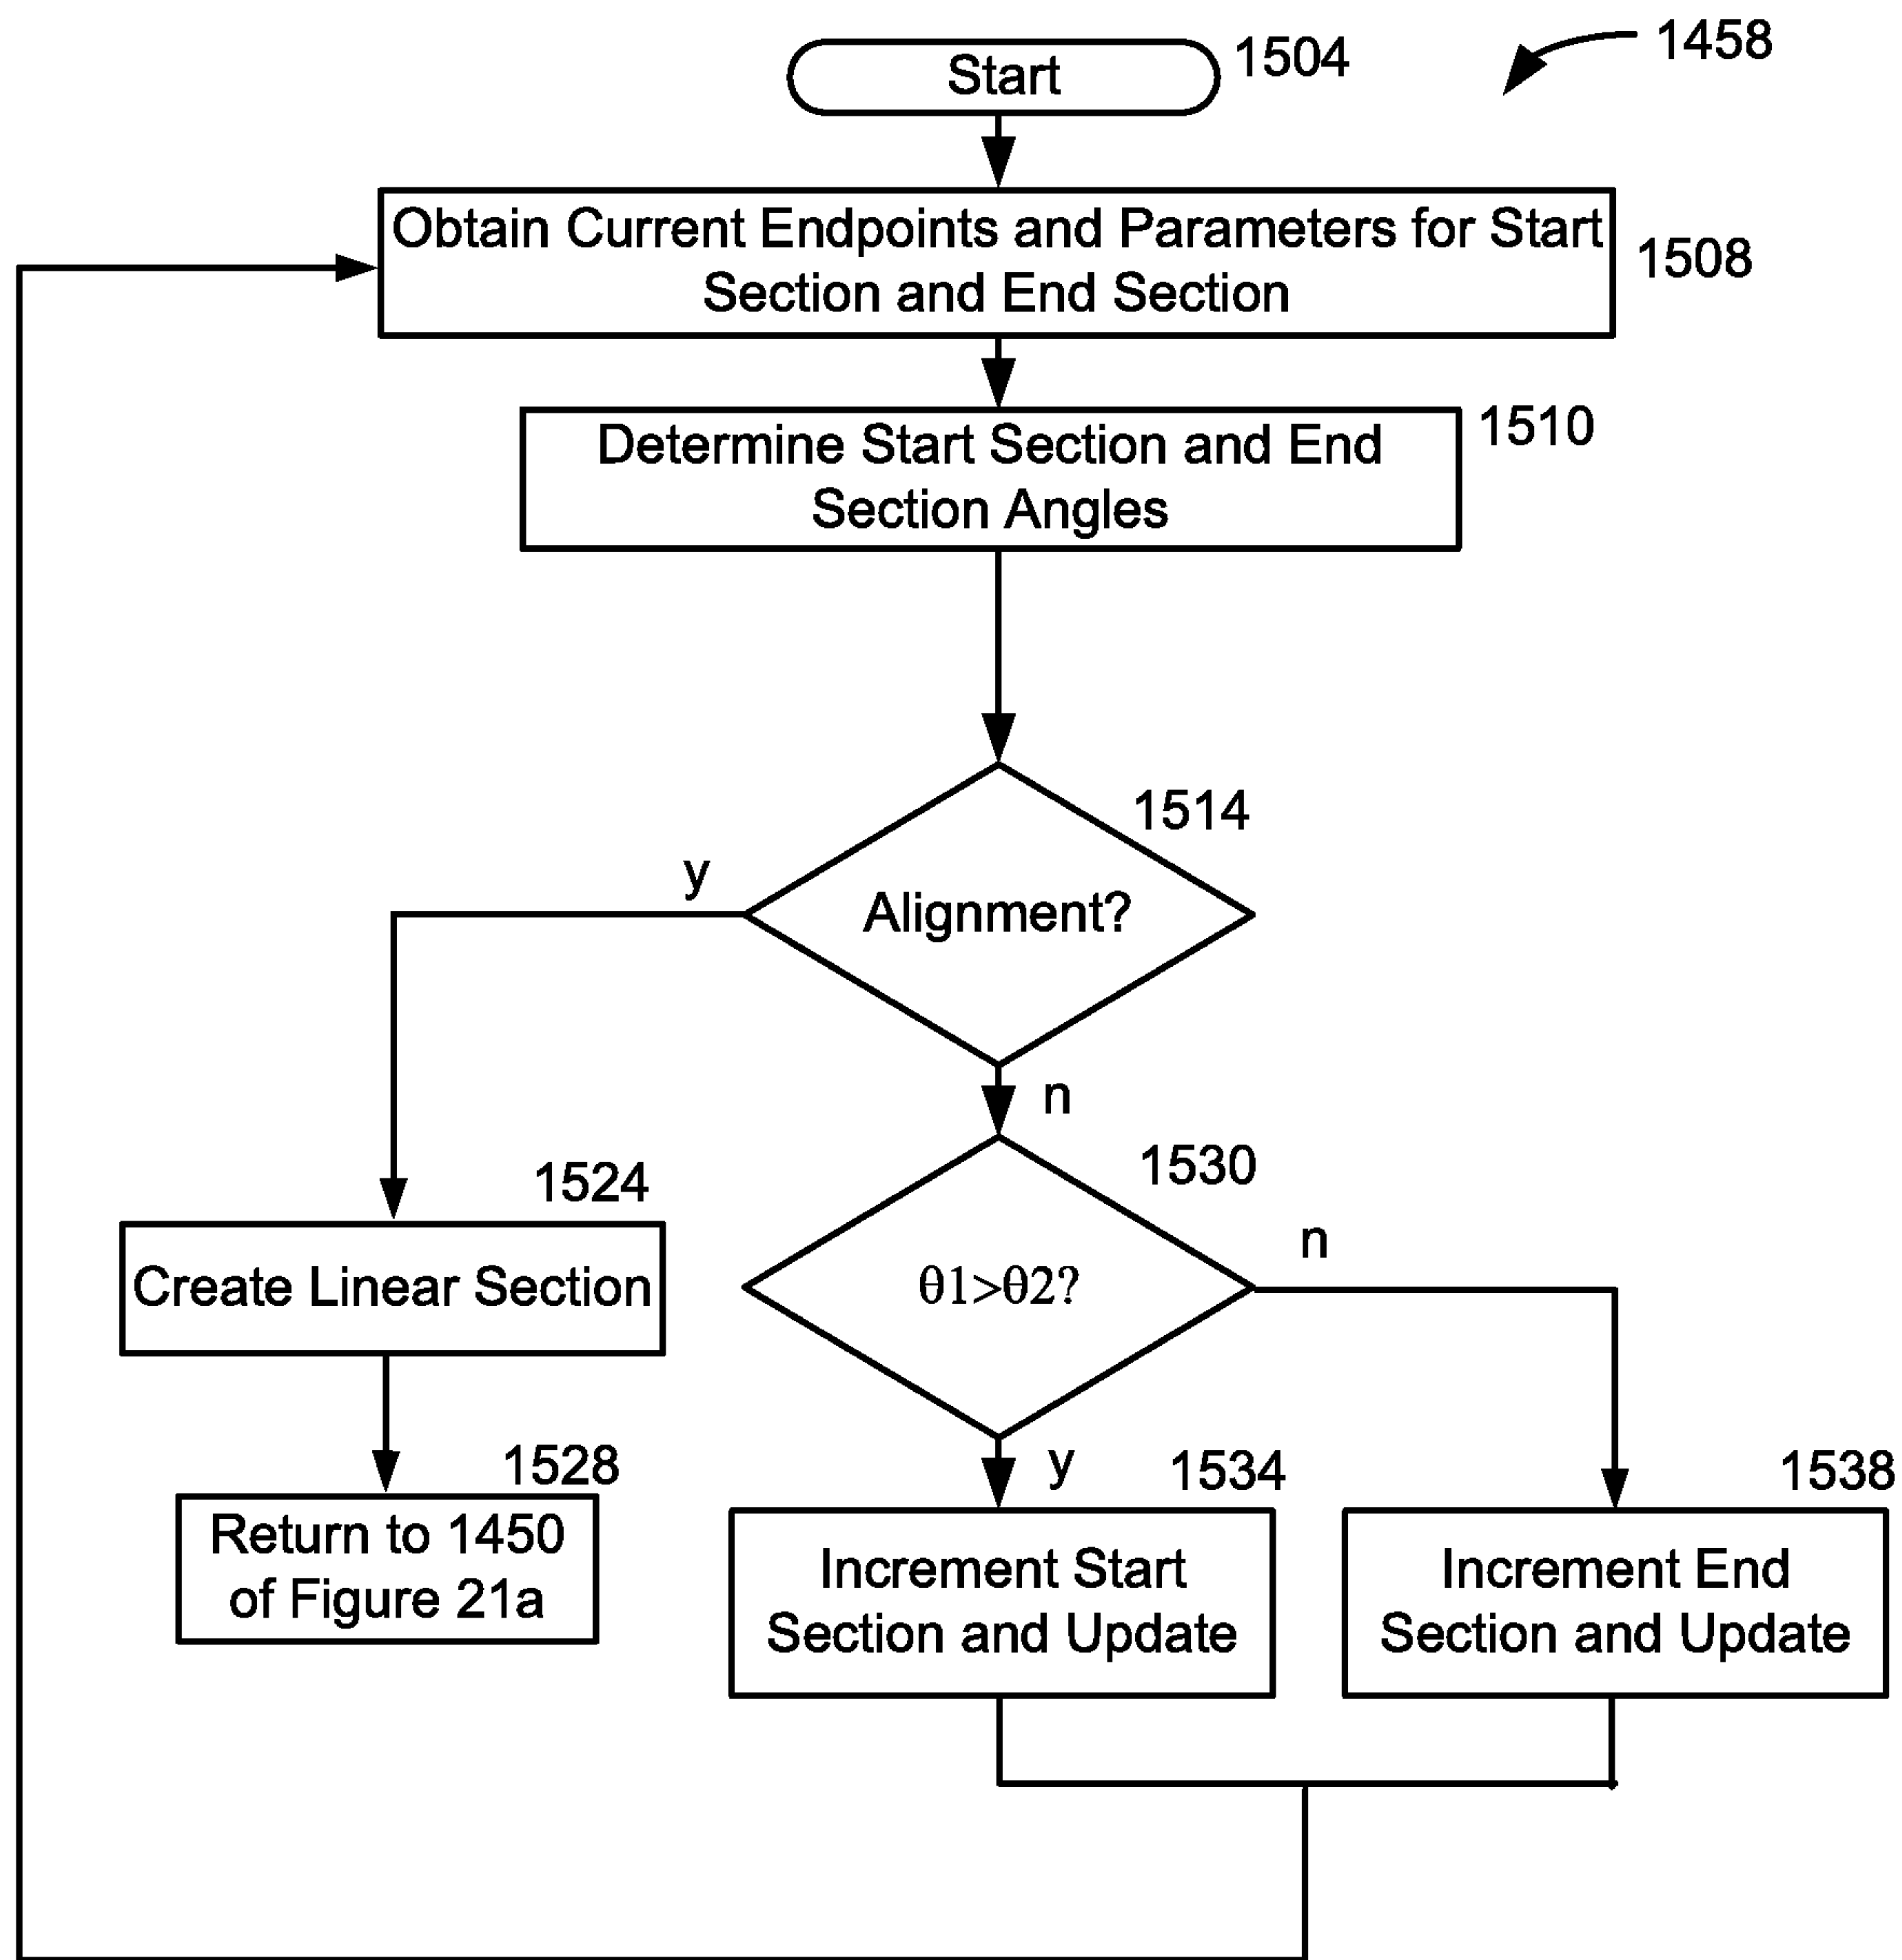 Start
1504
1458
Obtain Current Endpoints and Parameters for Start
Section and End Section
1508
Determine Start Section and End
Section Angles
1510
1514
y
Alignment?
n
1524
1530
n
Create Linear Section
θ1>θ2?
1528
y
1534
1538
Return to 1450
of Figure 21a
Increment Start
Section and Update
Increment End
Section and Update